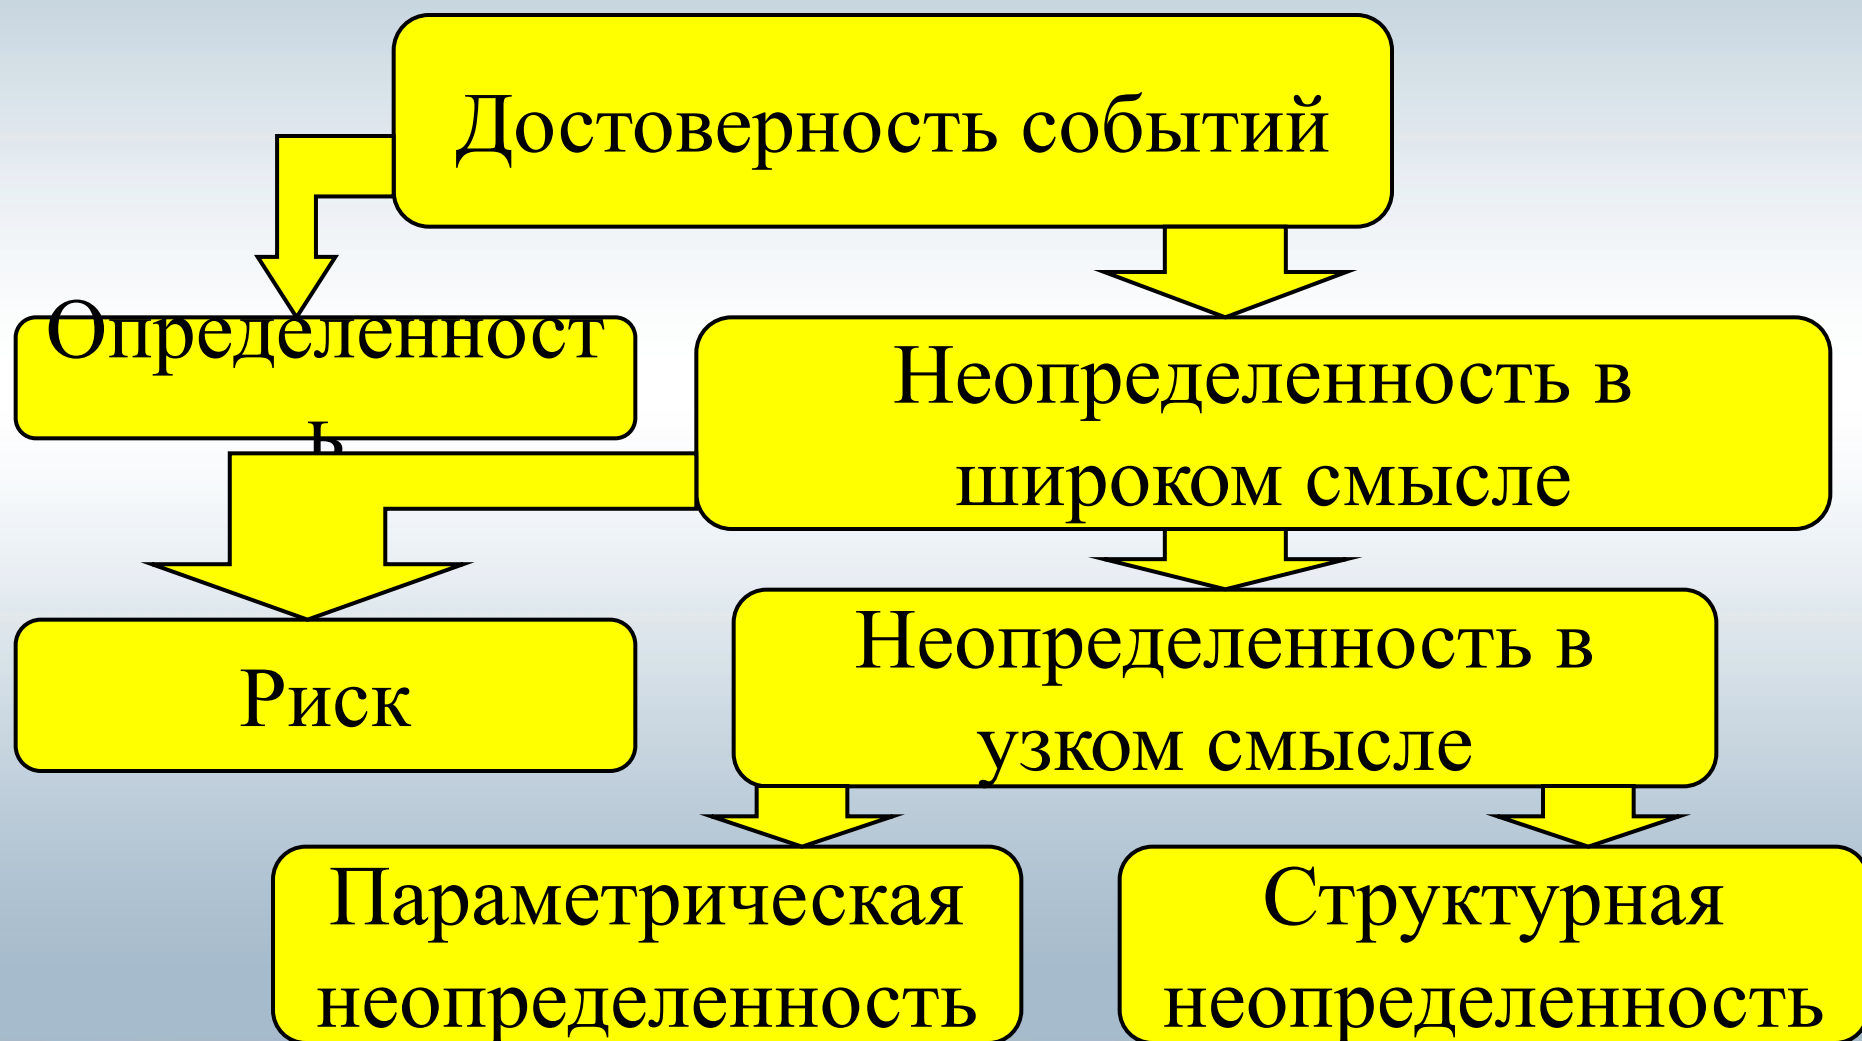 Достоверность событий
Определенност
ь
Неопределенность в
широком смысле
Риск
Неопределенность в
узком смысле
Параметрическая
неопределенность
Структурная
неопределенность